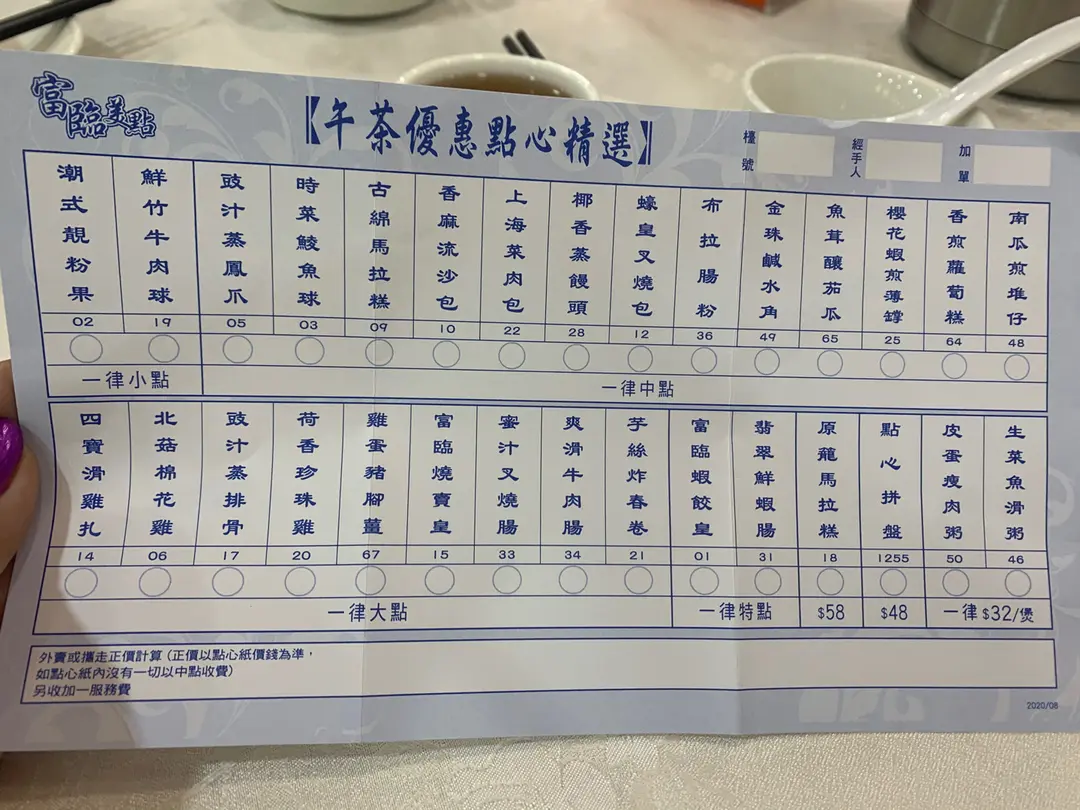 富臨美點
【午茶優惠點心精選】
檯號
經手人
加單
潮式靚粉果
鮮竹牛肉球
豉汁蒸鳳爪
時菜鯪魚球
古綿馬拉糕
香麻流沙包
上海菜肉包
椰香蒸饅頭
蠔皇叉燒包
布拉腸粉
金珠鹹水角
魚茸釀茄瓜
櫻花蝦煎薄罉
香煎蘿蔔糕
南瓜煎堆仔
02 19 05 03 09 10 22 28 12 36 49 65 25 64 48
一律小點 一律中點
四寶滑雞扎
北菇棉花雞
豉汁蒸排骨
荷香珍珠雞
雞蛋豬腳薑
富臨燒賣皇
蜜汁叉燒腸
爽滑牛肉腸
芋絲炸春卷
富臨蝦餃皇
翡翠鮮蝦腸
原籠馬拉糕
點心拼盤
皮蛋瘦肉粥
生菜魚滑粥
14 06 17 20 67 15 33 34 21 01 31 18 1255 50 46
一律大點 一律特點 $58 $48 一律$32/煲
外賣或攜走正價計算(正價以點心紙價錢為準，
如點心紙內沒有一切以中點收費)
另收加一服務費
2020/08